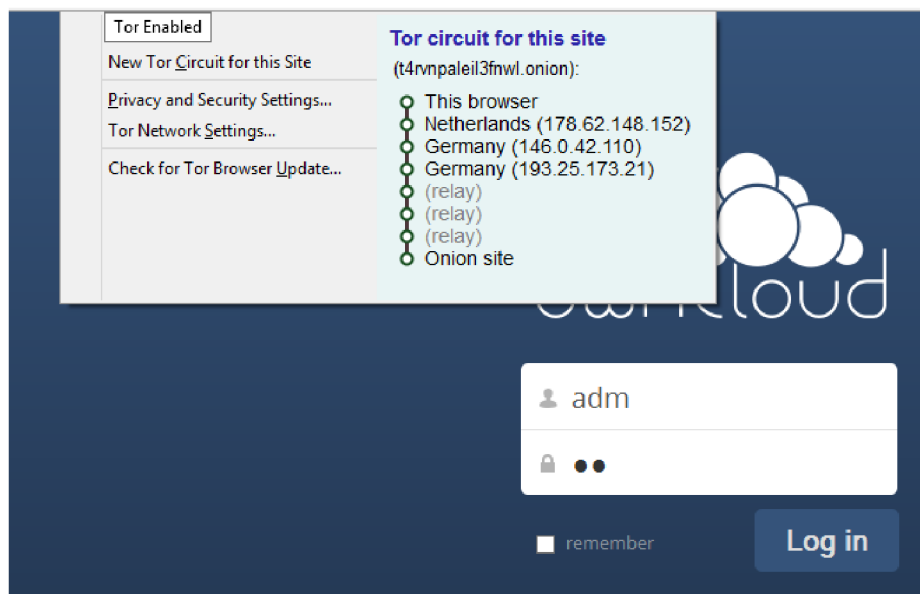 Tor Enabled
New Tor Circuit for this Site
Privacy and Security Settings...
Tor Network Settings...
Check for Tor Browser Update...
Tor circuit for this site
(t4rvnpaleil3fnwl.onion):
This browser
Netherlands (178.62.148.152)
Germany (146.0.42.110)
Germany (193.25.173.21)
(relay)
(relay)
(relay)
Onion site
ownCloud
adm
●●
remember
Log in